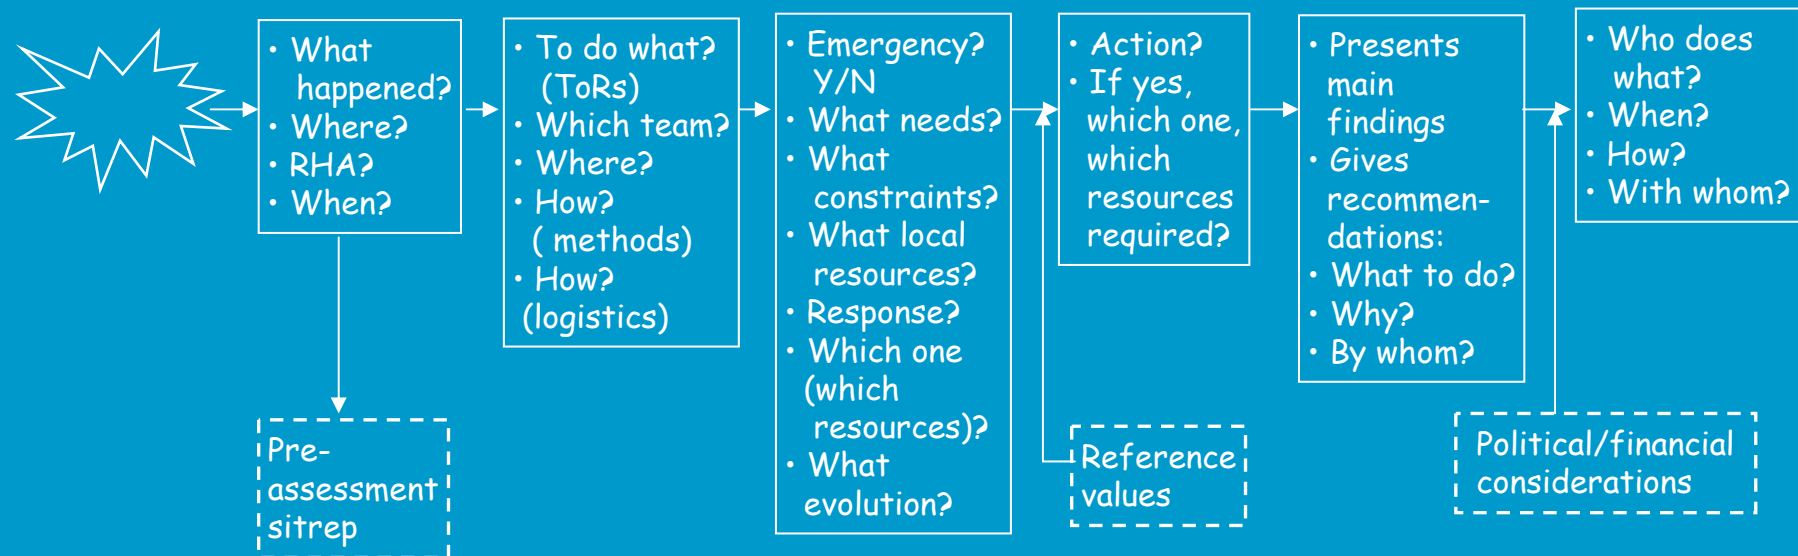 • What
happened?
• Where?
• RHA?
• When?
Pre-
assessment
sitrep
• To do what?
(ToRs)
• Which team?
• Where?
• How?
( methods)
• How?
(logistics)
• Emergency?
Y/N
• What needs?
• What
constraints?
• What local
resources?
• Response?
• Which one
(which
resources)?
• What
evolution?
• Action?
• If yes,
which one,
which
resources
required?
Reference
values
• Presents
main
findings
• Gives
recommen-
dations:
• What to do?
• Why?
• By whom?
Political/financial
considerations
• Who does
what?
• When?
• How?
• With whom?